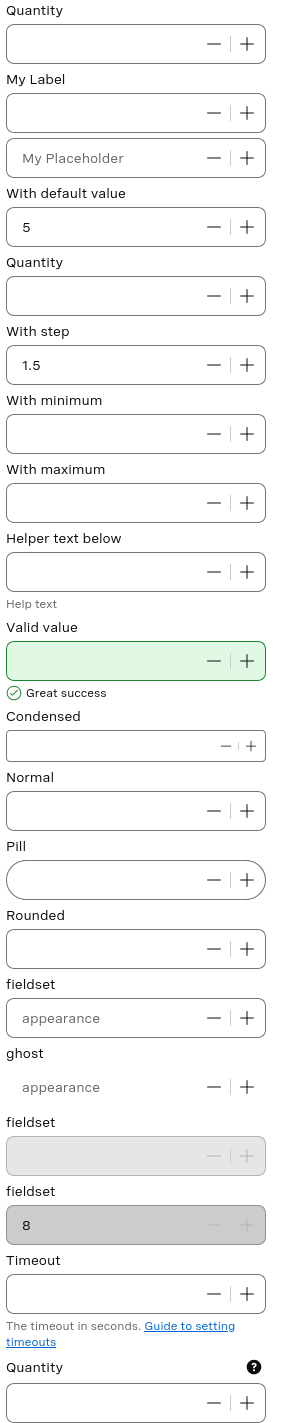 Quantity
My Label
My Placeholder
With default value
5
Quantity
With step
1.5
With minimum
With maximum
Helper text below
Help text
Valid value
Great success
Condensed
Normal
Pill
Rounded
fieldset
appearance
ghost
appearance
fieldset
fieldset
8
Timeout
The timeout in seconds. Guide to setting
timeouts
Quantity ?